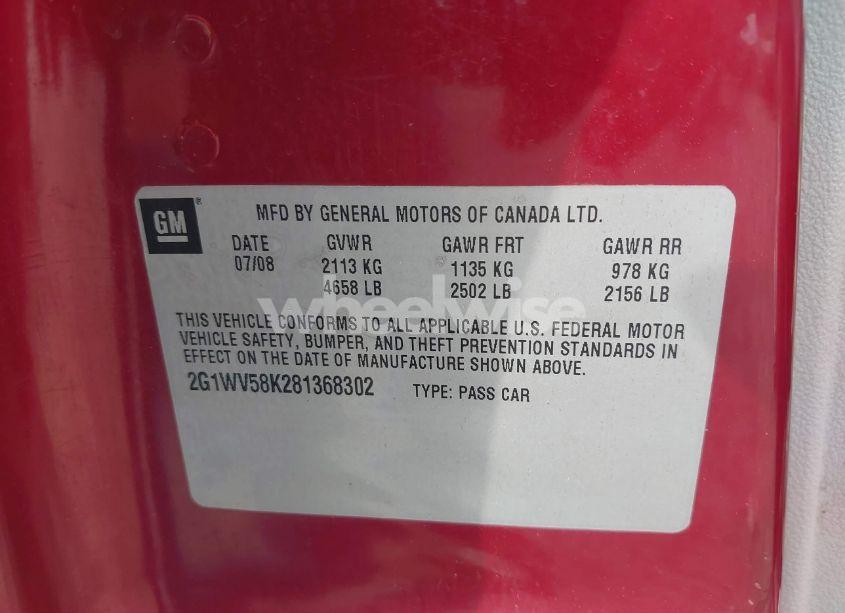 GM
MFD BY GENERAL MOTORS OF CANADA LTD.
DATE GVWR GAWR FRT GAWR RR
07/08 2113 KG 1135 KG 978 KG
4658 LB 2502 LB 2156 LB
wheelwise
THIS VEHICLE CONFORMS TO ALL APPLICABLE U.S. FEDERAL MOTOR
VEHICLE SAFETY, BUMPER, AND THEFT PREVENTION STANDARDS IN
EFFECT ON THE DATE OF MANUFACTURE SHOWN ABOVE.
2G1WV58K281368302 TYPE: PASS CAR